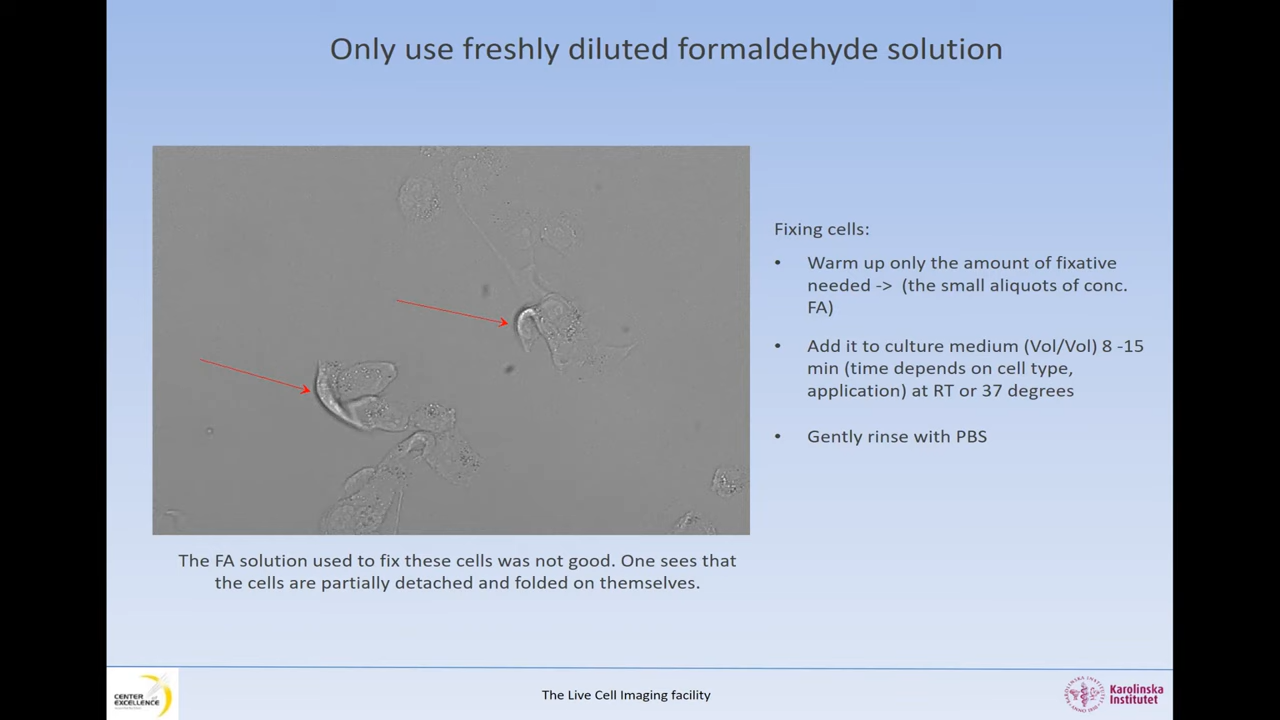 Only use freshly diluted formaldehyde solution
Fixing cells:
• Warm up only the amount of fixative
needed -> (the small aliquots of conc.
FA)
• Add it to culture medium (Vol/Vol) 8 -15
min (time depends on cell type,
application) at RT or 37 degrees
• Gently rinse with PBS
The FA solution used to fix these cells was not good. One sees that
the cells are partially detached and folded on themselves.
CENTER
EXCELLENCE
The Live Cell Imaging facility
Karolinska
Institutet